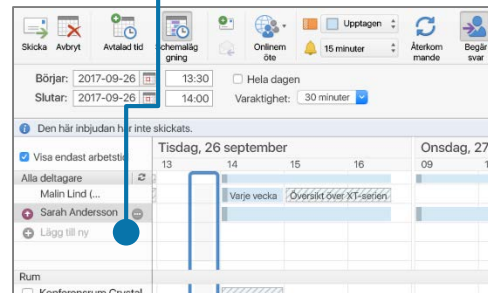 Upptagen
15 minuter
Skicka Avbryt Avtalad tid Schemaläg gning Onlinem öte Återkom mande Begär svar
Börjar: 2017-09-26 13:30 Hela dagen
Slutar: 2017-09-26 14:00 Varaktighet: 30 minuter
Den här inbjudan har inte skickats.
Tisdag, 26 september Onsdag, 27
Visa endast arbetstid 13 14 15 16 09
Alla deltagare
Malin Lind (... Varje vecka Översikt över XT-serien
Sarah Andersson
Lägg till ny
Rum
Konferensrum Crystal